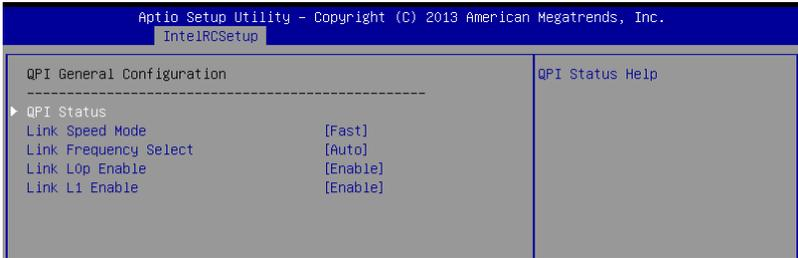 Aptio Setup Utility – Copyright (C) 2013 American Megatrends, Inc.
IntelRCSetup
QPI General Configuration
QPI Status Help
------------------------------------------------
QPI Status
Link Speed Mode [Fast]
Link Frequency Select [Auto]
Link L0p Enable [Enable]
Link L1 Enable [Enable]